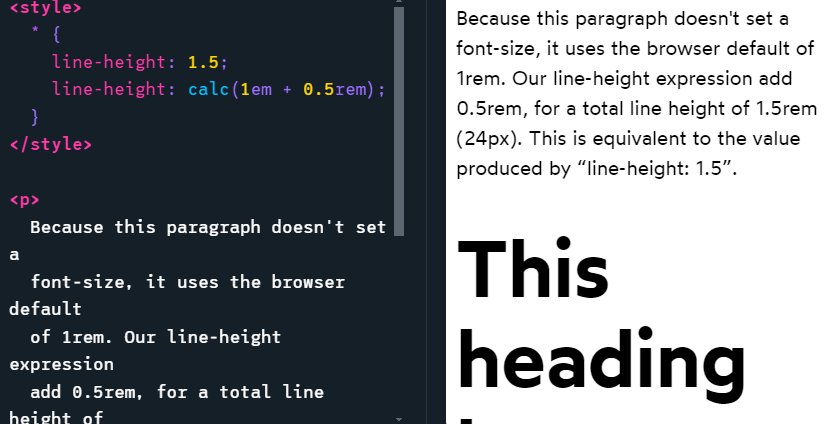 <style>
* {
line-height: 1.5;
line-height: calc(1em + 0.5rem);
}
</style>
<p>
Because this paragraph doesn't set
a
font-size, it uses the browser
default
of 1rem. Our line-height
expression
add 0.5rem, for a total line
height of
Because this paragraph doesn't set a
font-size, it uses the browser default of
1rem. Our line-height expression add
0.5rem, for a total line height of 1.5rem
(24px). This is equivalent to the value
produced by “line-height: 1.5”.
This
heading